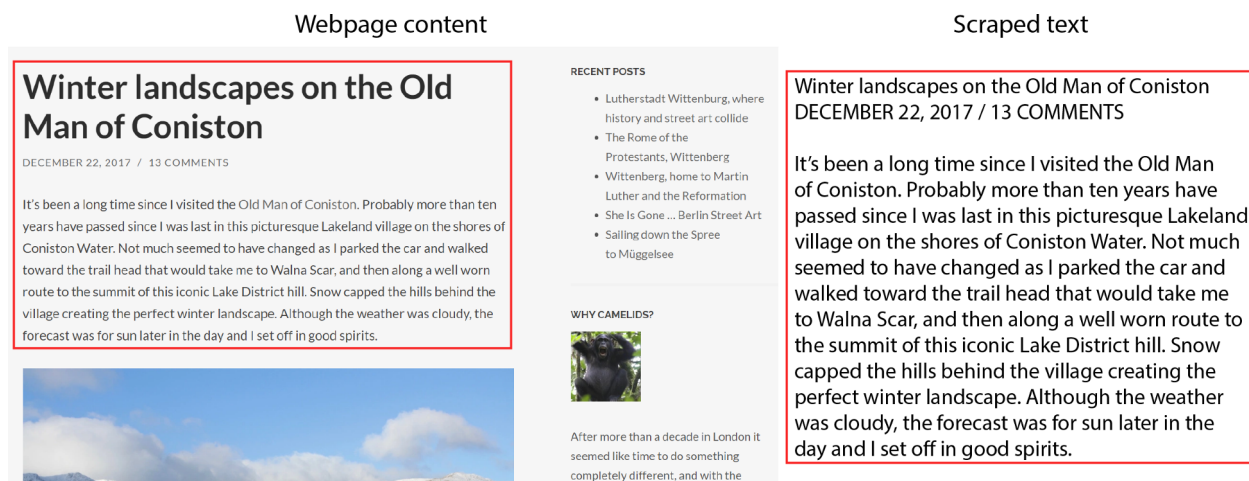 Webpage content
Scraped text
Winter landscapes on the Old
Man of Coniston
DECEMBER 22, 2017 / 13 COMMENTS
It's been a long time since I visited the Old Man of Coniston. Probably more than ten
years have passed since I was last in this picturesque Lakeland village on the shores of
Coniston Water. Not much seemed to have changed as I parked the car and walked
toward the trail head that would take me to Walna Scar, and then along a well worn
route to the summit of this iconic Lake District hill. Snow capped the hills behind the
village creating the perfect winter landscape. Although the weather was cloudy, the
forecast was for sun later in the day and I set off in good spirits.
RECENT POSTS
• Lutherstadt Wittenburg, where
history and street art collide
• The Rome of the
Protestants, Wittenberg
• Wittenberg, home to Martin
Luther and the Reformation
• She Is Gone ... Berlin Street Art
• Sailing down the Spree
to Müggelsee
WHY CAMELIDS?
After more than a decade in London it
seemed like time to do something
completely different, and with the
Winter landscapes on the Old Man of Coniston
DECEMBER 22, 2017 / 13 COMMENTS
It's been a long time since I visited the Old Man
of Coniston. Probably more than ten years have
passed since I was last in this picturesque Lakeland
village on the shores of Coniston Water. Not much
seemed to have changed as I parked the car and
walked toward the trail head that would take me
to Walna Scar, and then along a well worn route to
the summit of this iconic Lake District hill. Snow
capped the hills behind the village creating the
perfect winter landscape. Although the weather
was cloudy, the forecast was for sun later in the
day and I set off in good spirits.